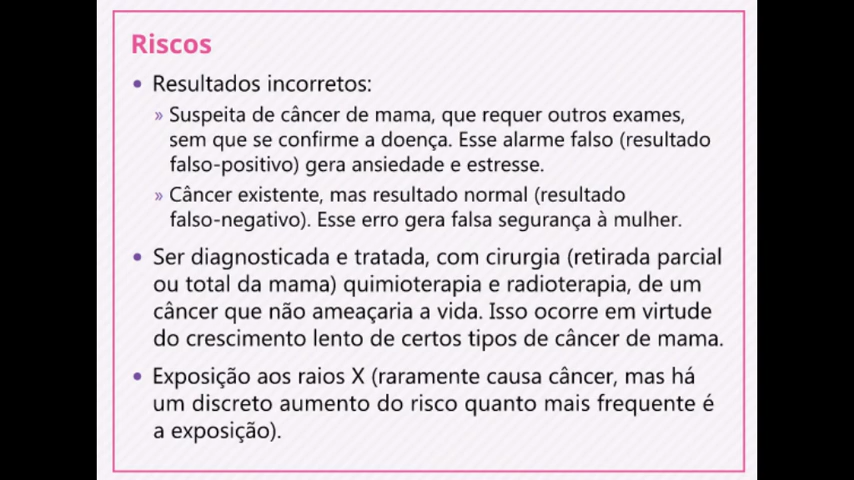 Riscos
• Resultados incorretos:
» Suspeita de câncer de mama, que requer outros exames,
sem que se confirme a doença. Esse alarme falso (resultado
falso-positivo) gera ansiedade e estresse.
» Câncer existente, mas resultado normal (resultado
falso-negativo). Esse erro gera falsa segurança à mulher.
• Ser diagnosticada e tratada, com cirurgia (retirada parcial
ou total da mama) quimioterapia e radioterapia, de um
câncer que não ameaçaria a vida. Isso ocorre em virtude
do crescimento lento de certos tipos de câncer de mama.
• Exposição aos raios X (raramente causa câncer, mas há
um discreto aumento do risco quanto mais frequente é
a exposição).